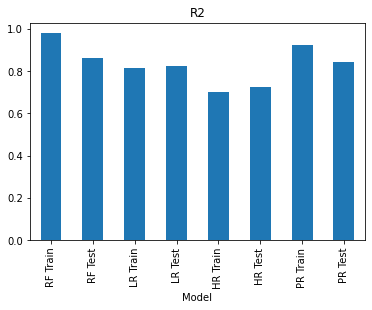 R2
1.0
0.8
0.6
0.4
0.2
0.0
RF Train
RF Test
LR Train
LR Test
HR Train
HR Test
PR Train
PR Test
Model